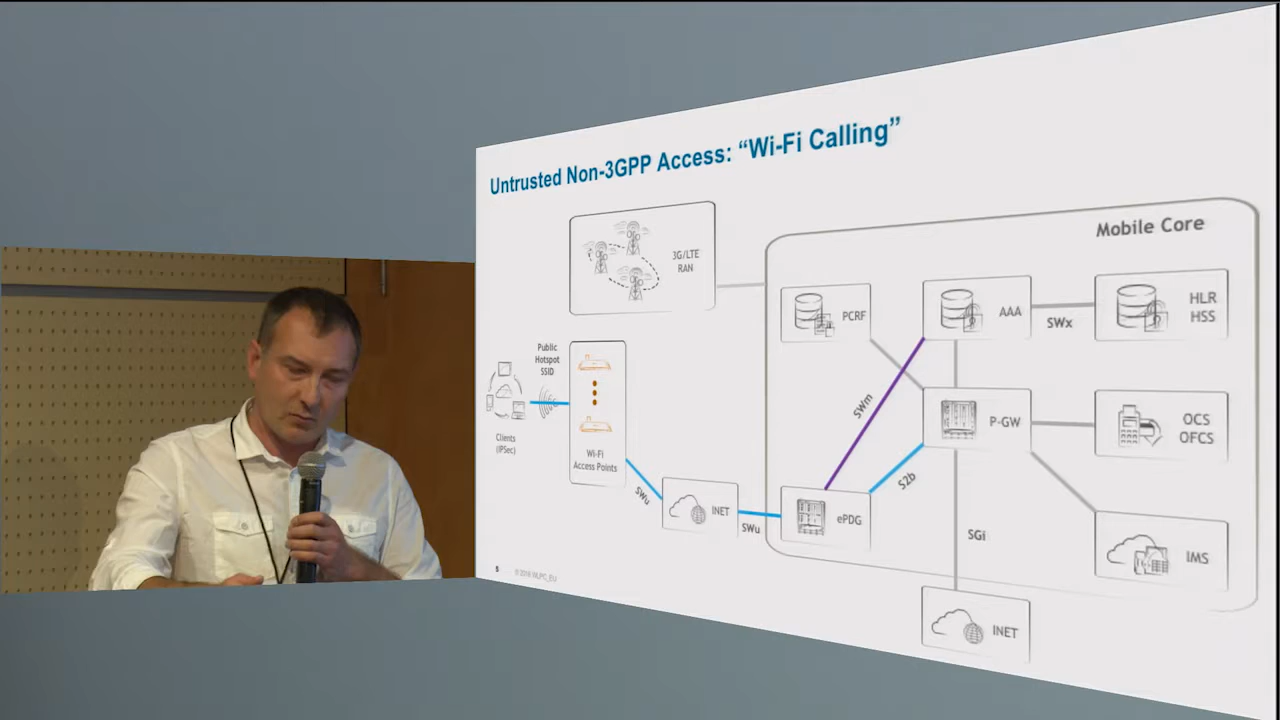 Untrusted Non-3GPP Access: “Wi-Fi Calling”
Mobile Core
3G/LTE
RAN
PCRF
AAA
SWx
HLR
HSS
Public
Hotspot
SSID
Clients
(IPSec)
Wi-Fi
Access Points
SWm
P-GW
OCS
OFCS
SWu
INET
SWu
ePDG
S2b
SGi
IMS
INET
5